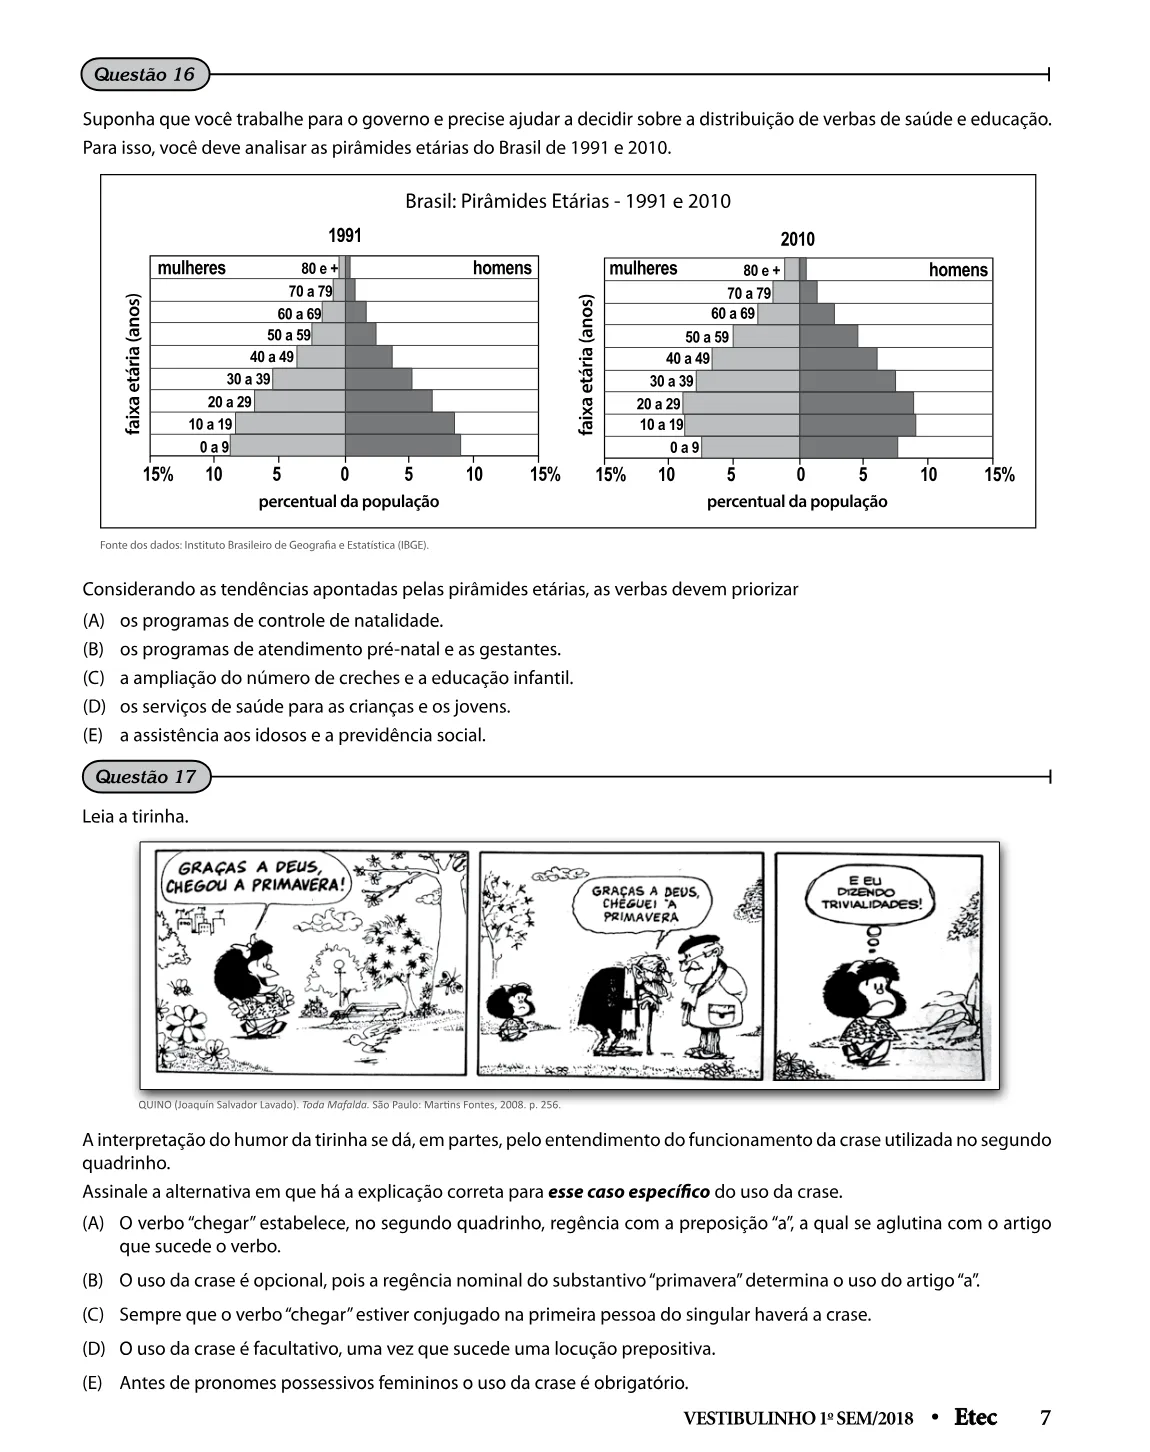 Questão 16
Suponha que você trabalhe para o governo e precise ajudar a decidir sobre a distribuição de verbas de saúde e educação.
Para isso, você deve analisar as pirâmides etárias do Brasil de 1991 e 2010.
Brasil: Pirâmides Etárias - 1991 e 2010
1991
mulheres
homens
faixa etária (anos)
80 e +
70 a 79
60 a 69
50 a 59
40 a 49
30 a 39
20 a 29
10 a 19
0 a 9
15% 10 5 0 5 10 15%
percentual da população
2010
mulheres
homens
faixa etária (anos)
80 e +
70 a 79
60 a 69
50 a 59
40 a 49
30 a 39
20 a 29
10 a 19
0 a 9
15% 10 5 0 5 10 15%
percentual da população
Fonte dos dados: Instituto Brasileiro de Geografia e Estatística (IBGE).
Considerando as tendências apontadas pelas pirâmides etárias, as verbas devem priorizar
(A) os programas de controle de natalidade.
(B) os programas de atendimento pré-natal e as gestantes.
(C) a ampliação do número de creches e a educação infantil.
(D) os serviços de saúde para as crianças e os jovens.
(E) a assistência aos idosos e a previdência social.
Questão 17
Leia a tirinha.
GRAÇAS A DEUS,
CHEGOU A PRIMAVERA!
GRAÇAS A DEUS,
CHEGUEI À
PRIMAVERA
E EU
DIZENDO
TRIVIALIDADES!
QUINO (Joaquín Salvador Lavado). Toda Mafalda. São Paulo: Martins Fontes, 2008. p. 256.
A interpretação do humor da tirinha se dá, em partes, pelo entendimento do funcionamento da crase utilizada no segundo
quadrinho.
Assinale a alternativa em que há a explicação correta para esse caso específico do uso da crase.
(A) O verbo “chegar” estabelece, no segundo quadrinho, regência com a preposição “a”, a qual se aglutina com o artigo
que sucede o verbo.
(B) O uso da crase é opcional, pois a regência nominal do substantivo “primavera” determina o uso do artigo “a”.
(C) Sempre que o verbo “chegar” estiver conjugado na primeira pessoa do singular haverá a crase.
(D) O uso da crase é facultativo, uma vez que sucede uma locução prepositiva.
(E) Antes de pronomes possessivos femininos o uso da crase é obrigatório.
VESTIBULINHO 1º SEM/2018 • Etec 7